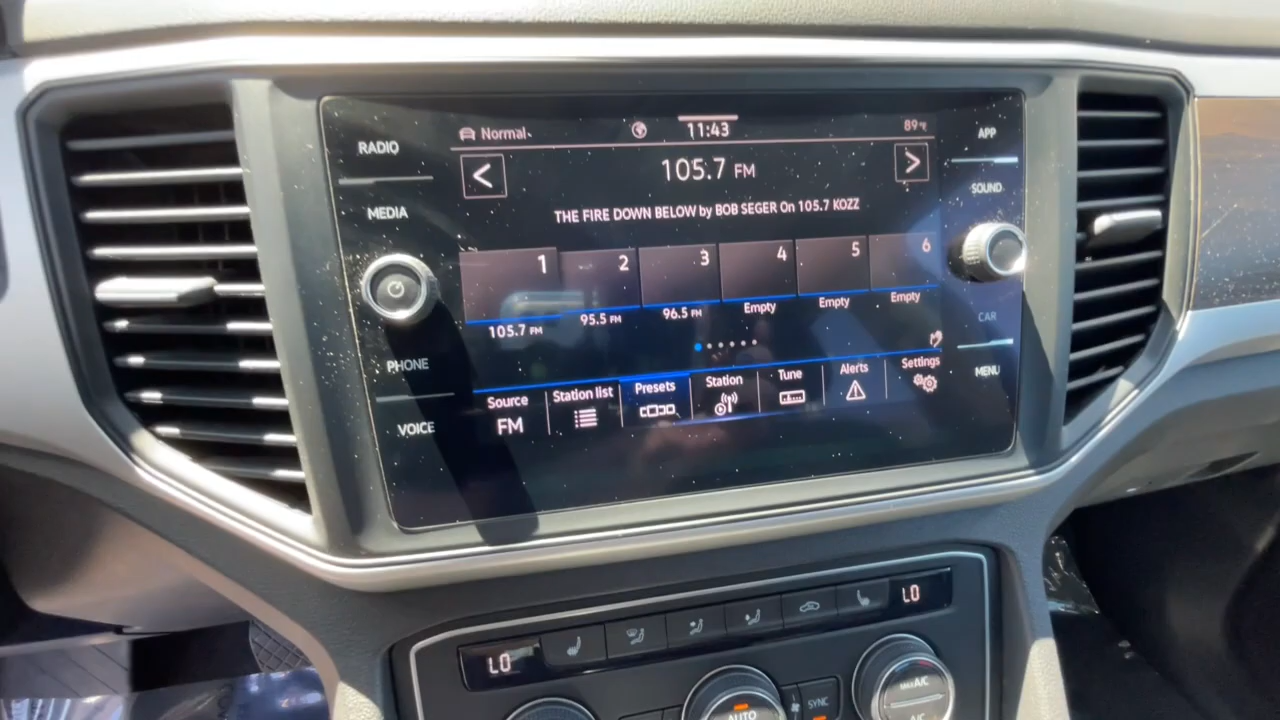 RADIO
MEDIA
PHONE
VOICE
Normal
11:43
89°F
105.7 FM
THE FIRE DOWN BELOW by BOB SEGER On 105.7 KOZZ
1
2
3
4
5
6
105.7 FM
95.5 FM
96.5 FM
Empty
Empty
Empty
Source
FM
Station list
Presets
Station
Tune
Alerts
Settings
APP
SOUND
CAR
MENU
LO
LO
AUTO
SYNC
MAX A/C
A/C